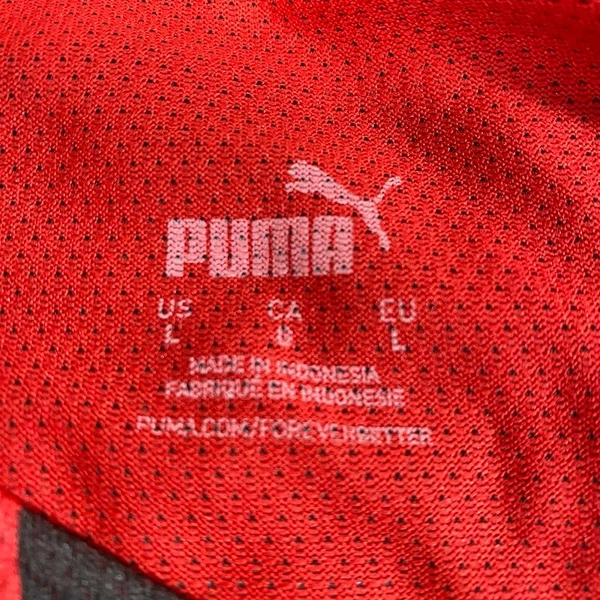 PUMA
US CA EU
L G L
MADE IN INDONESIA
FABRIQUÉ EN INDONÉSIE
PUMA.COM/FOREVERBETTER